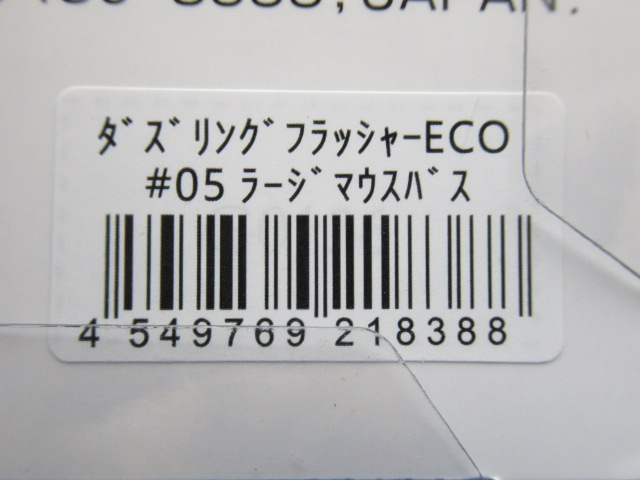 JAPAN.
ﾀﾞｽﾞﾘﾝｸﾞﾌﾗｯｼｬｰECO
#05 ﾗｰｼﾞﾏｳｽﾊﾞｽ
4 549769 218388